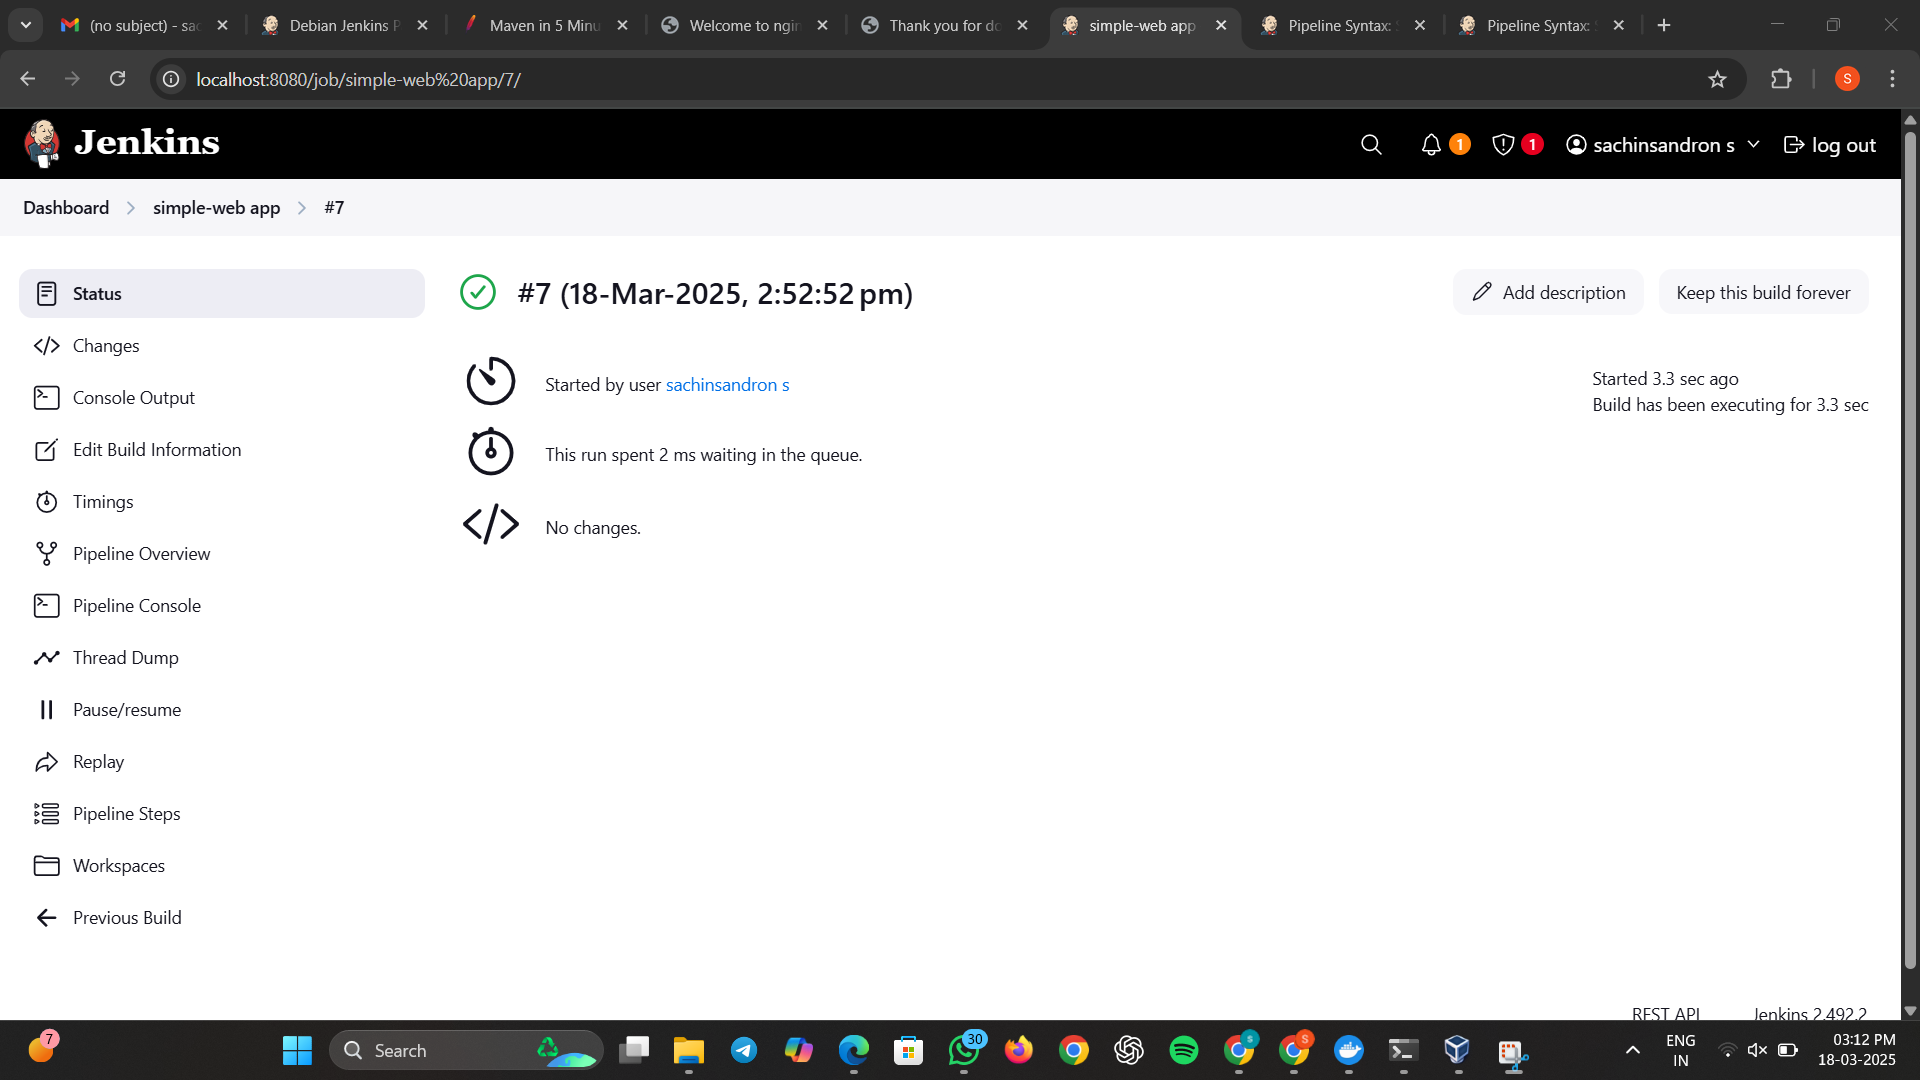 (no subject) - sac
Debian Jenkins P
Maven in 5 Minu
Welcome to ngin
Thank you for do
simple-web app
Pipeline Syntax: S
Pipeline Syntax: S
localhost:8080/job/simple-web%20app/7/
S
Jenkins
1
1
sachinsandron s
log out
Dashboard
simple-web app
#7
Status
Changes
Console Output
Edit Build Information
Timings
Pipeline Overview
Pipeline Console
Thread Dump
Pause/resume
Replay
Pipeline Steps
Workspaces
Previous Build
#7 (18-Mar-2025, 2:52:52 pm)
Add description
Keep this build forever
Started by user sachinsandron s
Started 3.3 sec ago
Build has been executing for 3.3 sec
This run spent 2 ms waiting in the queue.
No changes.
REST API
Jenkins 2.492.2
7
Search
30
S
S
ENG
IN
03:12 PM
18-03-2025